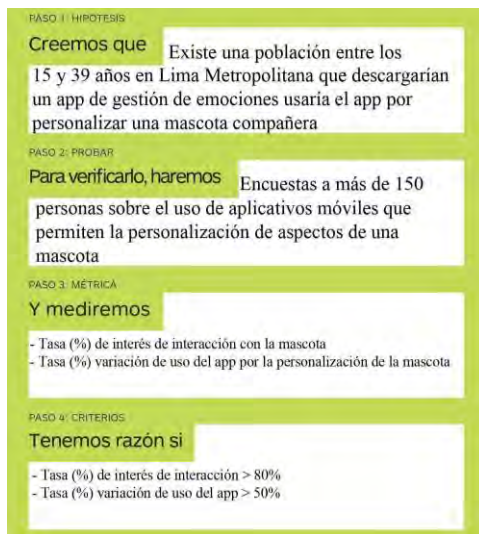 PASO 1: HIPÓTESIS
Creemos que Existe una población entre los
15 y 39 años en Lima Metropolitana que descargarían
un app de gestión de emociones usaría el app por
personalizar una mascota compañera
PASO 2: PROBAR
Para verificarlo, haremos Encuestas a más de 150
personas sobre el uso de aplicativos móviles que
permiten la personalización de aspectos de una
mascota
PASO 3: MÉTRICA
Y mediremos
- Tasa (%) de interés de interacción con la mascota
- Tasa (%) variación de uso del app por la personalización de la mascota
PASO 4: CRITERIOS
Tenemos razón si
- Tasa (%) de interés de interacción > 80%
- Tasa (%) variación de uso del app > 50%